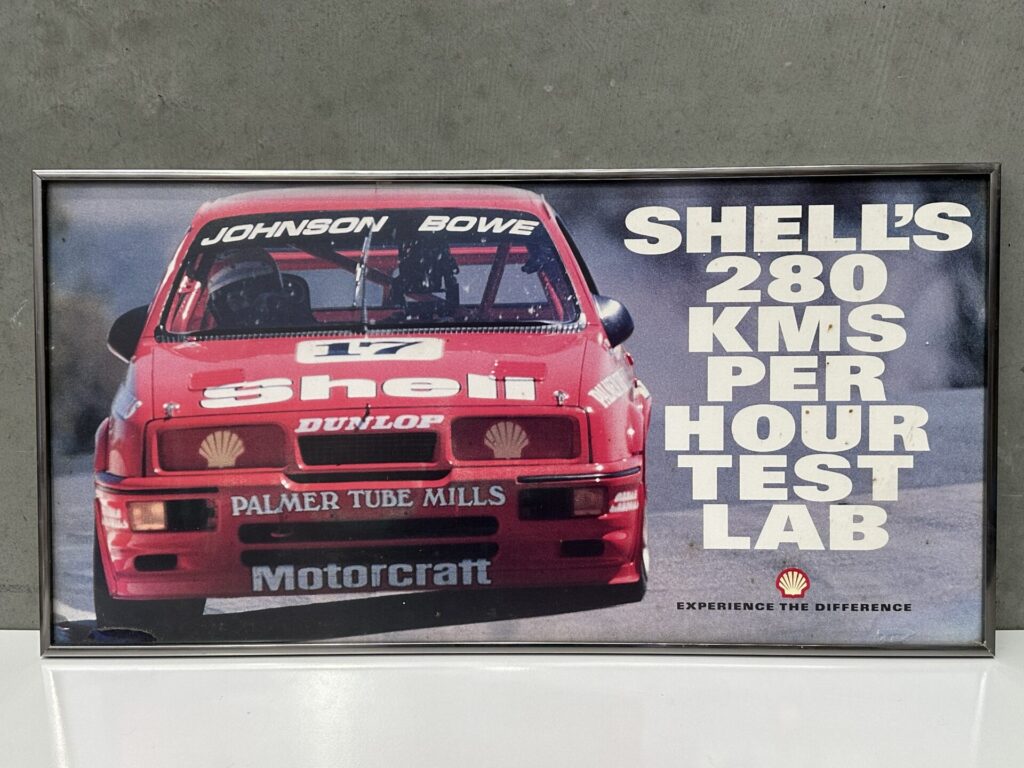 JOHNSON BOWE
17
Shell
DUNLOP
PALMER TUBE MILLS
Motorcraft
SHELL'S
280
KMS
PER
HOUR
TEST
LAB
EXPERIENCE THE DIFFERENCE